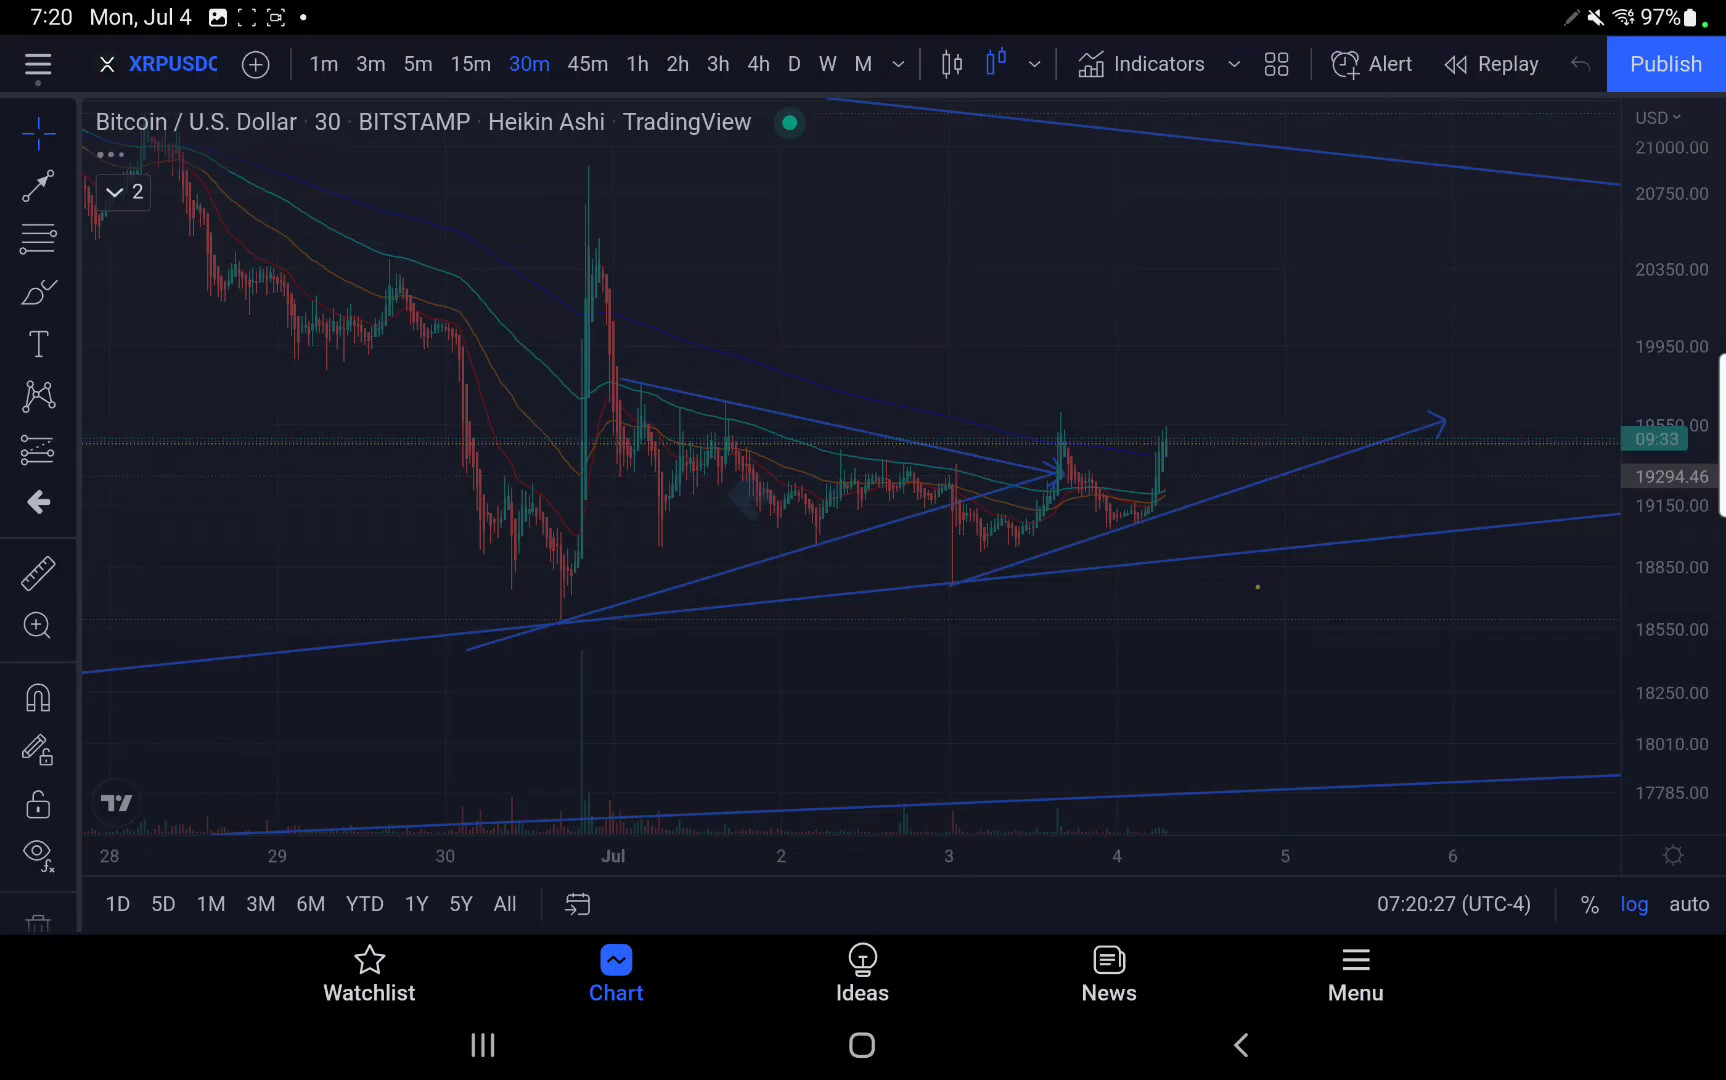 7:20 Mon, Jul 4 97%
XRPUSDC 1m 3m 5m 15m 30m 45m 1h 2h 3h 4h D W M Indicators Alert Replay Publish
Bitcoin / U.S. Dollar · 30 · BITSTAMP · Heikin Ashi · TradingView
USD
2
21000.00
20750.00
20350.00
19950.00
19550.00
09:33
19294.46
19150.00
18850.00
18550.00
18250.00
18010.00
17785.00
28 29 30 Jul 2 3 4 5 6
1D 5D 1M 3M 6M YTD 1Y 5Y All 07:20:27 (UTC-4) % log auto
Watchlist Chart Ideas News Menu